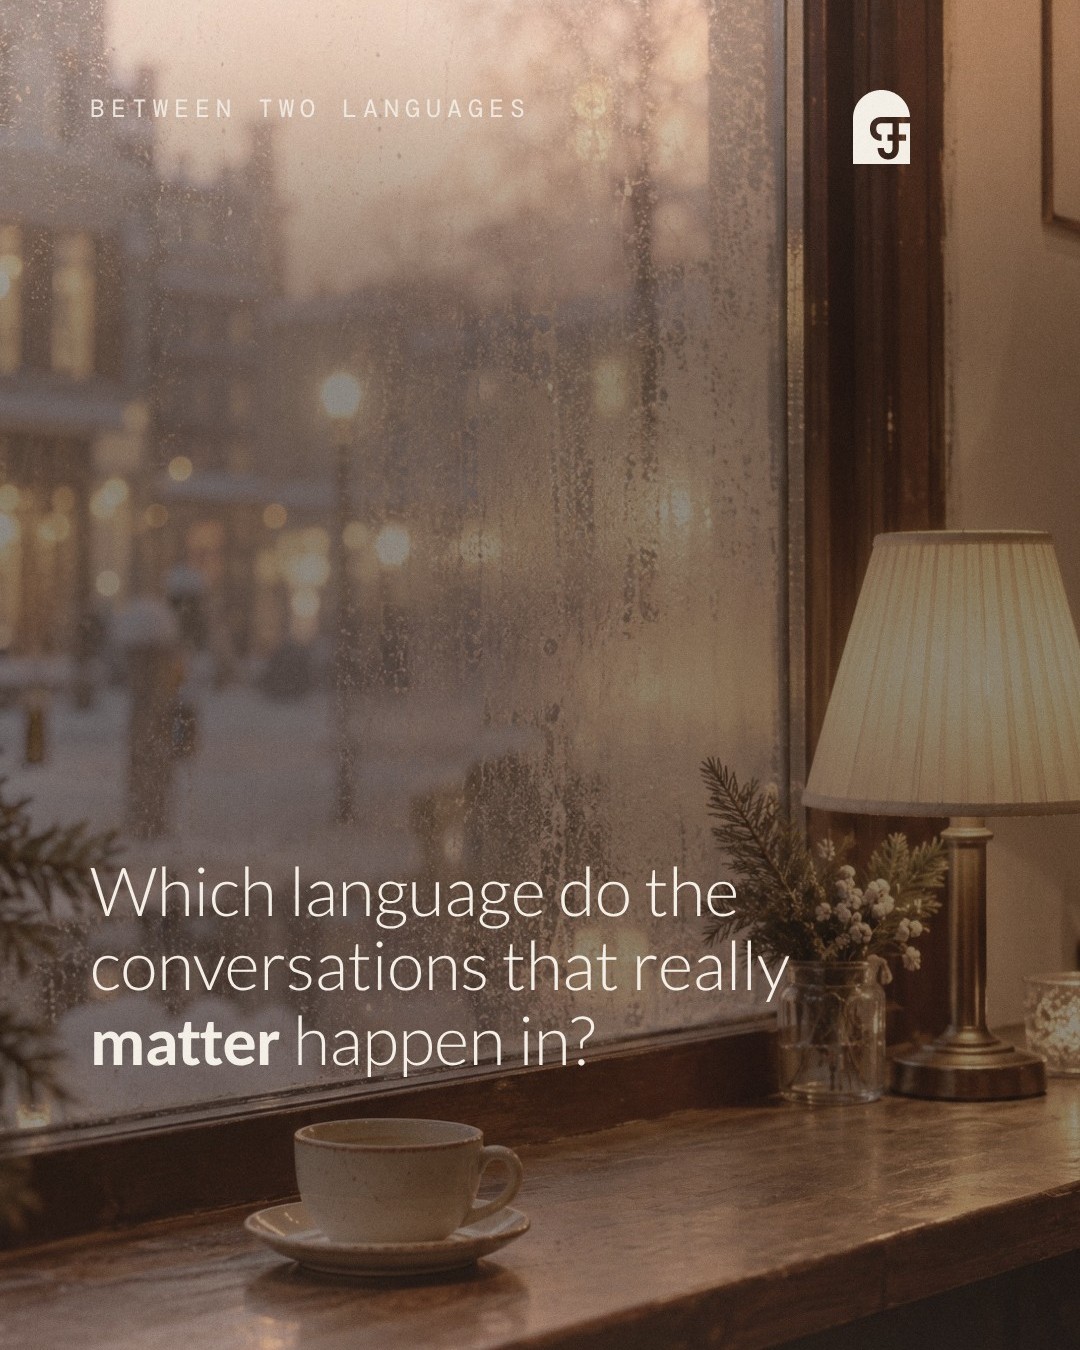 BETWEEN TWO LANGUAGES
Which language do the
conversations that really
matter happen in?